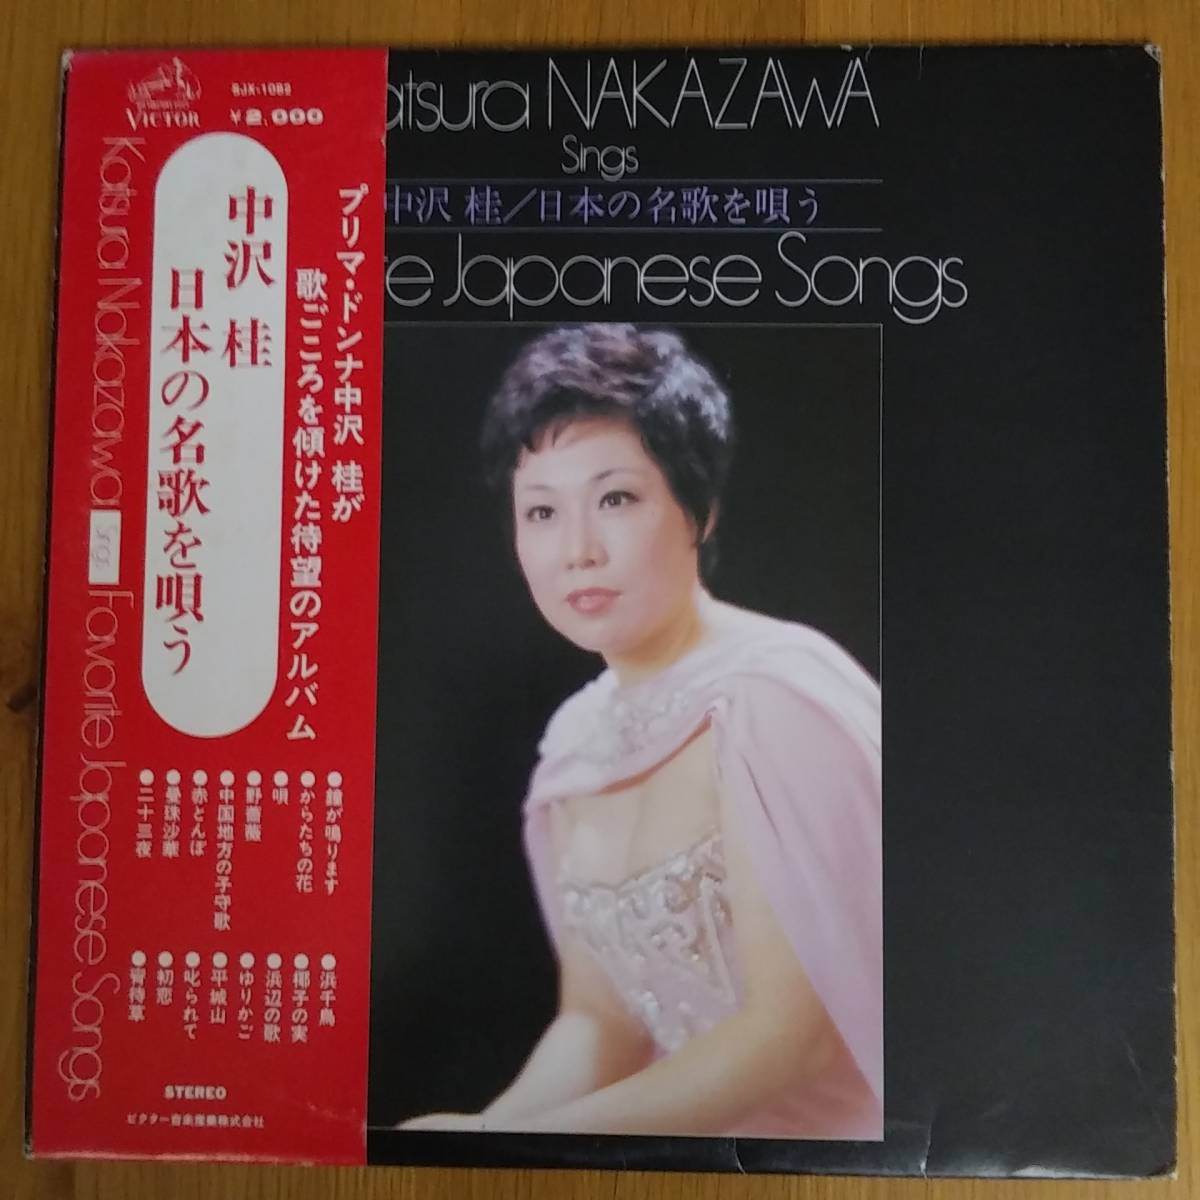 VICTOR
SJX-1082
¥2,000
Katsura Nakazawa Sings Favorite Japanese Songs
中沢 桂
日本の名歌を唄う
プリマ・ドンナ中沢 桂が
歌ごころを傾けた待望のアルバム
●鐘が鳴ります
●からたちの花
●唄
●野薔薇
●中国地方の子守歌
●赤とんぼ
●曼珠沙華
●二十三夜
●浜千鳥
●椰子の実
●浜辺の歌
●ゆりかご
●平城山
●叱られて
●初恋
●宵待草
STEREO
ビクター音楽産業株式会社
atsura NAKAZAWA
Sings
中沢 桂/日本の名歌を唄う
te Japanese Songs